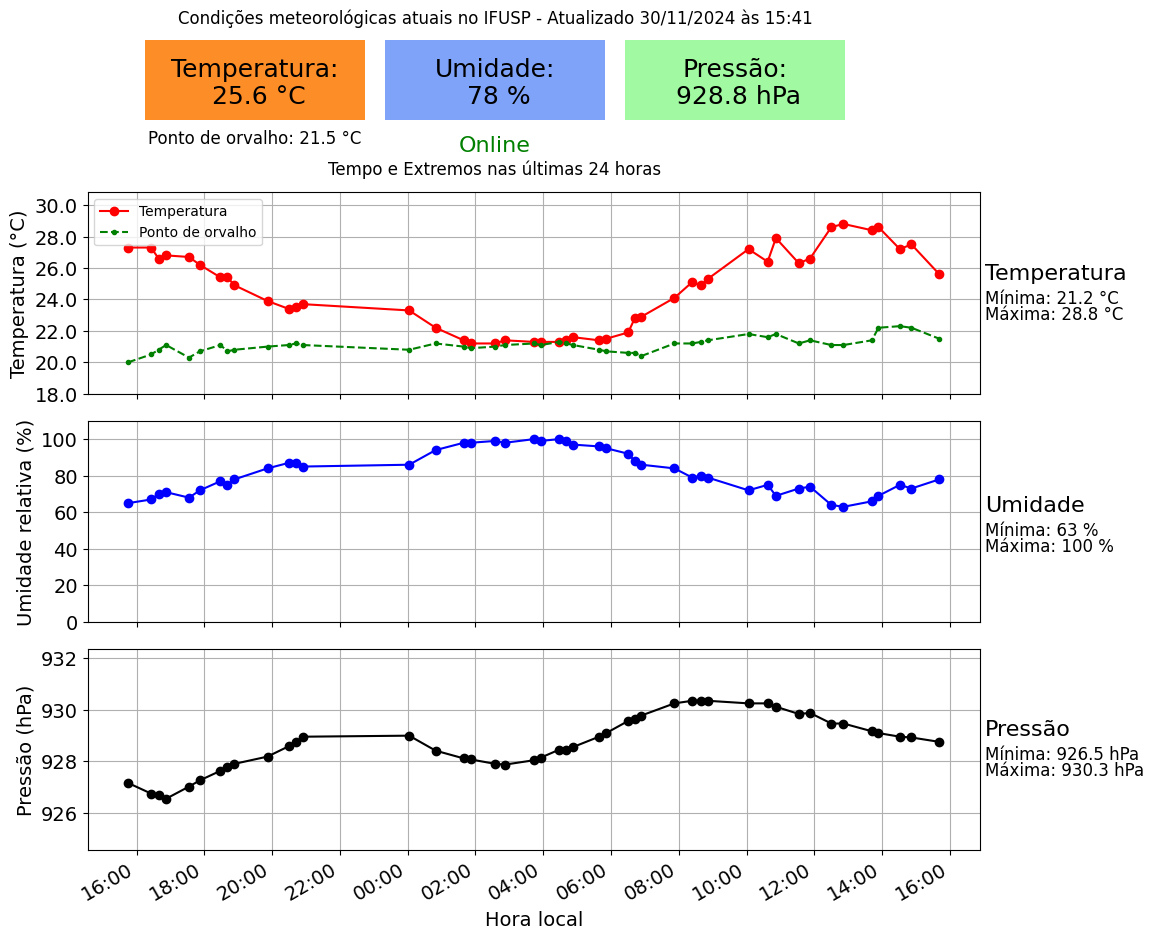 Condições meteorológicas atuais no IFUSP - Atualizado 30/11/2024 às 15:41
Temperatura:
25.6 °C
Umidade:
78 %
Pressão:
928.8 hPa
Ponto de orvalho: 21.5 °C
Online
Tempo e Extremos nas últimas 24 horas
Temperatura (°C)
30.0
28.0
26.0
24.0
22.0
20.0
18.0
Temperatura
Ponto de orvalho
Temperatura
Mínima: 21.2 °C
Máxima: 28.8 °C
Umidade relativa (%)
100
80
60
40
20
0
Umidade
Mínima: 63 %
Máxima: 100 %
Pressão (hPa)
932
930
928
926
Pressão
Mínima: 926.5 hPa
Máxima: 930.3 hPa
16:00 18:00 20:00 22:00 00:00 02:00 04:00 06:00 08:00 10:00 12:00 14:00 16:00
Hora local